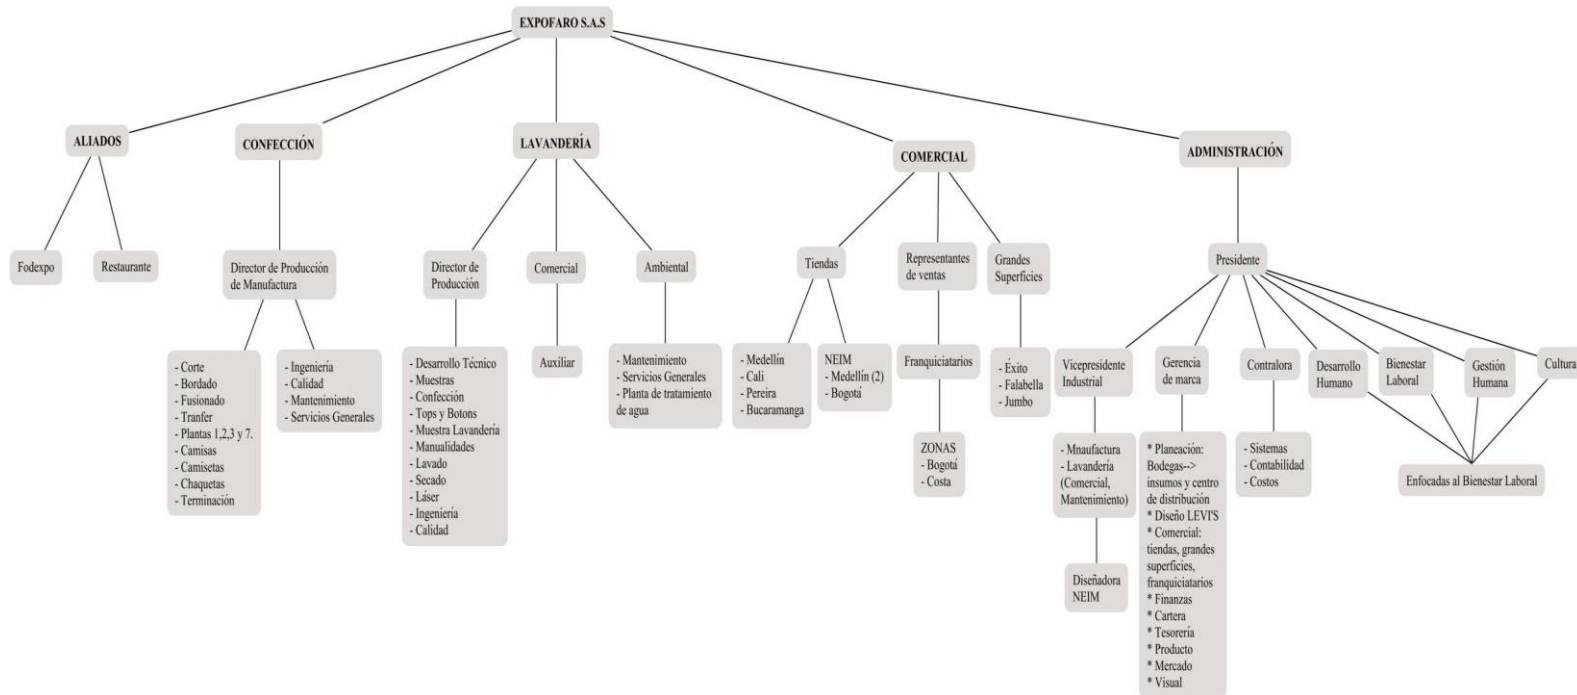 EXPOFARO S.A.S
ALIADOS
CONFECCIÓN
LAVANDERÍA
COMERCIAL
ADMINISTRACIÓN
Fodexpo
Restaurante
Director de Producción
de Manufactura
- Corte
- Bordado
- Fusionado
- Tranfer
- Plantas 1,2,3 y 7.
- Camisas
- Camisetas
- Chaquetas
- Terminación
- Ingeniería
- Calidad
- Mantenimiento
- Servicios Generales
Director de
Producción
- Desarrollo Técnico
- Muestras
- Confección
- Tops y Botons
- Muestra Lavandería
- Manualidades
- Lavado
- Secado
- Láser
- Ingeniería
- Calidad
Comercial
Auxiliar
Ambiental
- Mantenimiento
- Servicios Generales
- Planta de tratamiento
de agua
Tiendas
- Medellín
- Cali
- Pereira
- Bucaramanga
NEIM
- Medellín (2)
- Bogotá
Representantes
de ventas
Franquiciatarios
ZONAS
- Bogotá
- Costa
Grandes
Superfícies
- Éxito
- Falabella
- Jumbo
Presidente
Vicepresidente
Industrial
- Mnaufactura
- Lavandería
(Comercial,
Mantenimiento)
Diseñadora
NEIM
Gerencia
de marca
* Planeación:
Bodegas-->
insumos y centro
de distribución
* Diseño LEVI'S
* Comercial:
tiendas, grandes
superfícies,
franquiciatarios
* Finanzas
* Cartera
* Tesorería
* Producto
* Mercado
* Visual
Contralora
- Sistemas
- Contabilidad
- Costos
Desarrollo
Humano
Bienestar
Laboral
Gestión
Humana
Cultura
Enfocadas al Bienestar Laboral